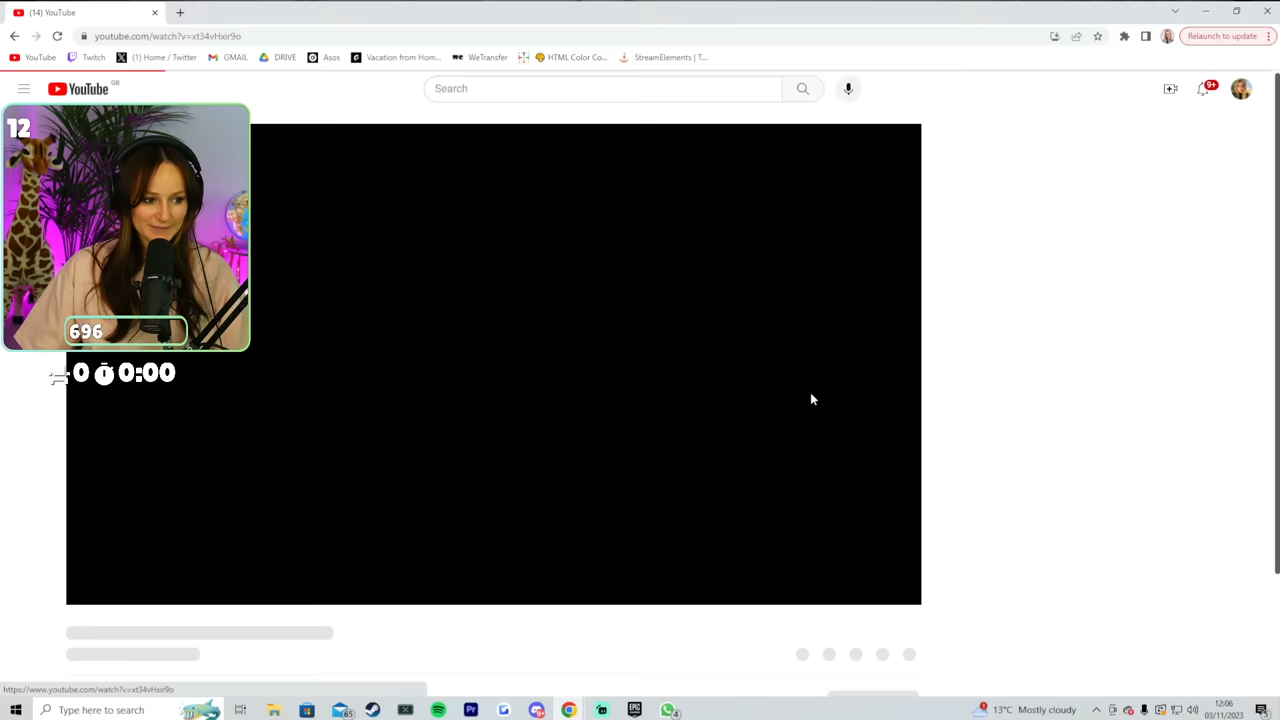 (14) YouTube
youtube.com/watch?v=xt34vHxir9o
Relaunch to update
YouTube
Twitch
(1) Home / Twitter
GMAIL
DRIVE
Asos
Vacation from Hom...
WeTransfer
HTML Color Co...
StreamElements | T...
YouTube GB
Search
9+
12
696
0 0:00
https://www.youtube.com/watch?v=xt34vHxir9o
Type here to search
65
4
13°C Mostly cloudy
12:06
03/11/2023